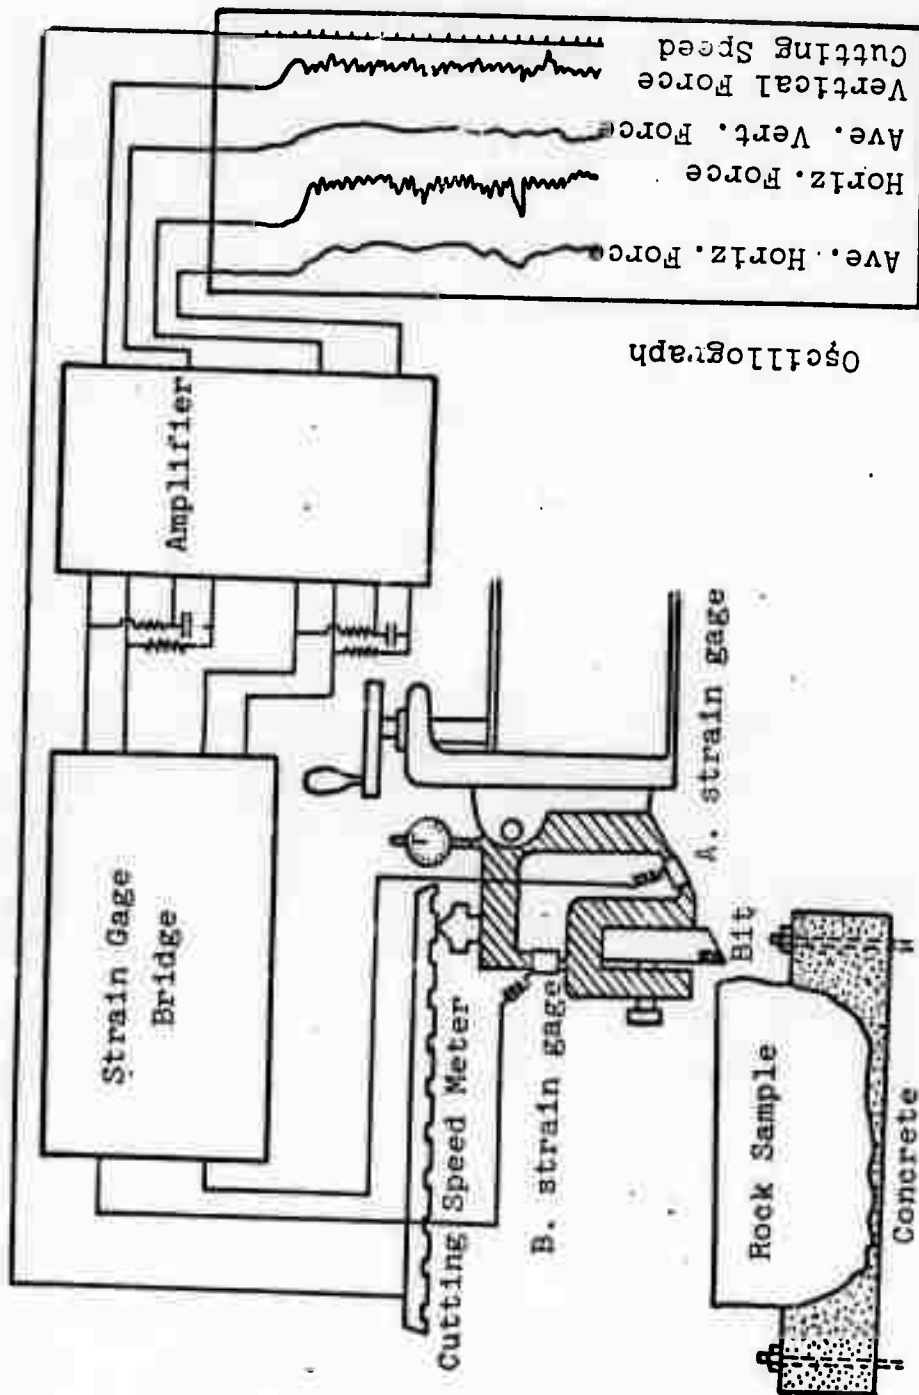 Cutting Speed
Vertical Force
Ave. Vert. Force
Horiz. Force
Ave. Horiz. Force
Oscillograph
Amplifier
Strain Gage
Bridge
Cutting Speed Meter
B. strain gage
A. strain gage
Bit
Rock Sample
Concrete